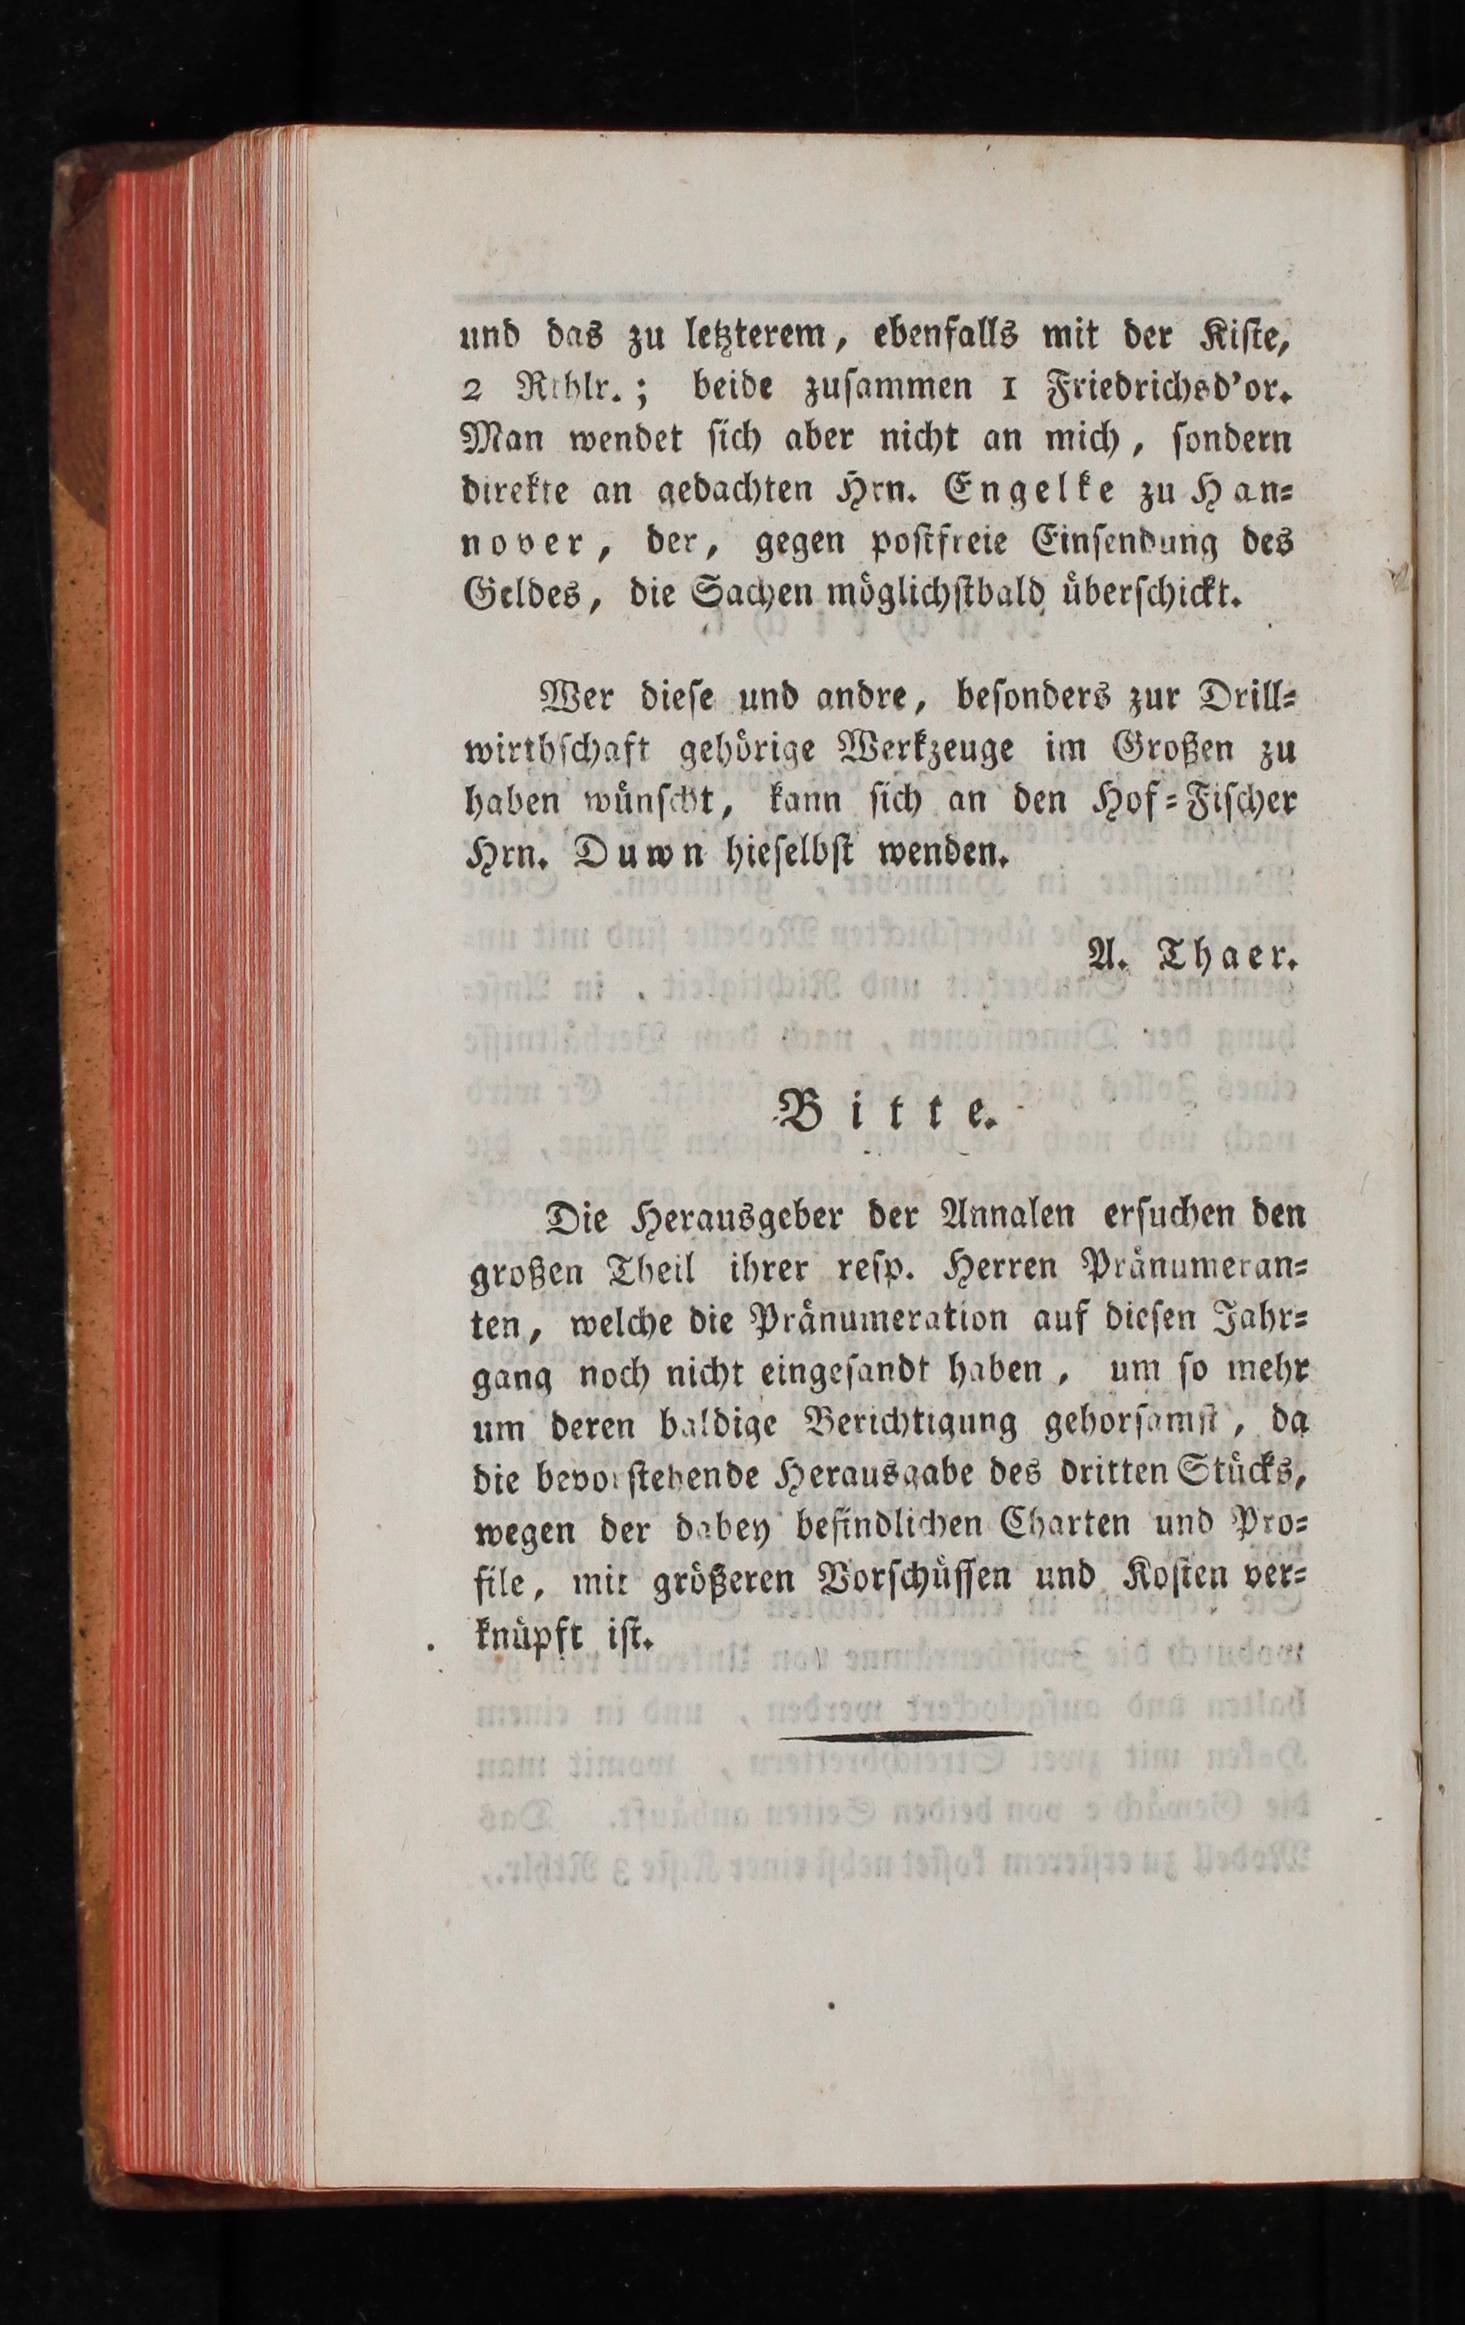 und das zu letzterem, ebenfalls mit der Kiste,
2 Rthlr.; beide zusammen 1 Friedrichsd'or.
Man wendet sich aber nicht an mich, sondern
direkte an gedachten Hrn. Engelke zu Han-
nover, der, gegen postfreie Einsendung des
Geldes, die Sachen möglichstbald überschickt.
Wer diese und andre, besonders zur Drill-
wirthschaft gehörige Werkzeuge im Großen zu
haben wünscht, kann sich an den Hof-Fischer
Hrn. Duwn hieselbst wenden.
A. Thaer.
Bitte.
Die Herausgeber der Annalen ersuchen den
großen Theil ihrer resp. Herren Pränumeran-
ten, welche die Pränumeration auf diesen Jahr-
gang noch nicht eingesandt haben, um so mehr
um deren baldige Berichtigung gehorsamst, da
die bevorstehende Herausgabe des dritten Stücks,
wegen der dabey befindlichen Charten und Pro-
file, mit größeren Vorschüssen und Kosten ver-
knüpft ist.